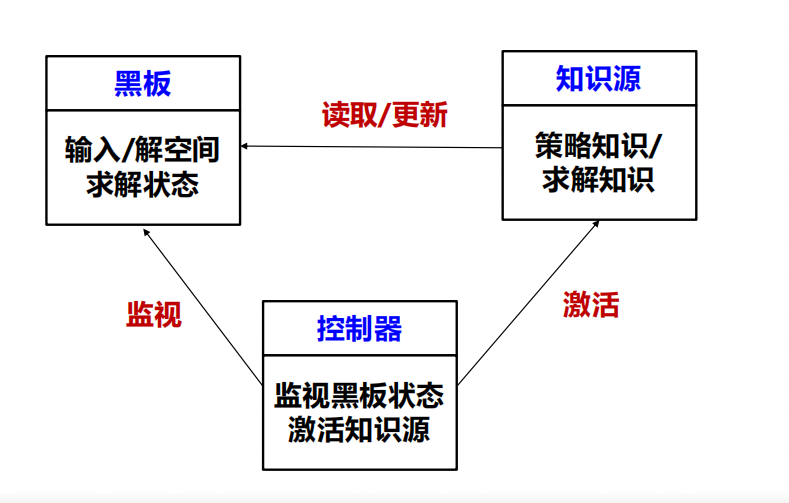 黑板
输入/解空间
求解状态
读取/更新
知识源
策略知识/
求解知识
监视
激活
控制器
监视黑板状态
激活知识源